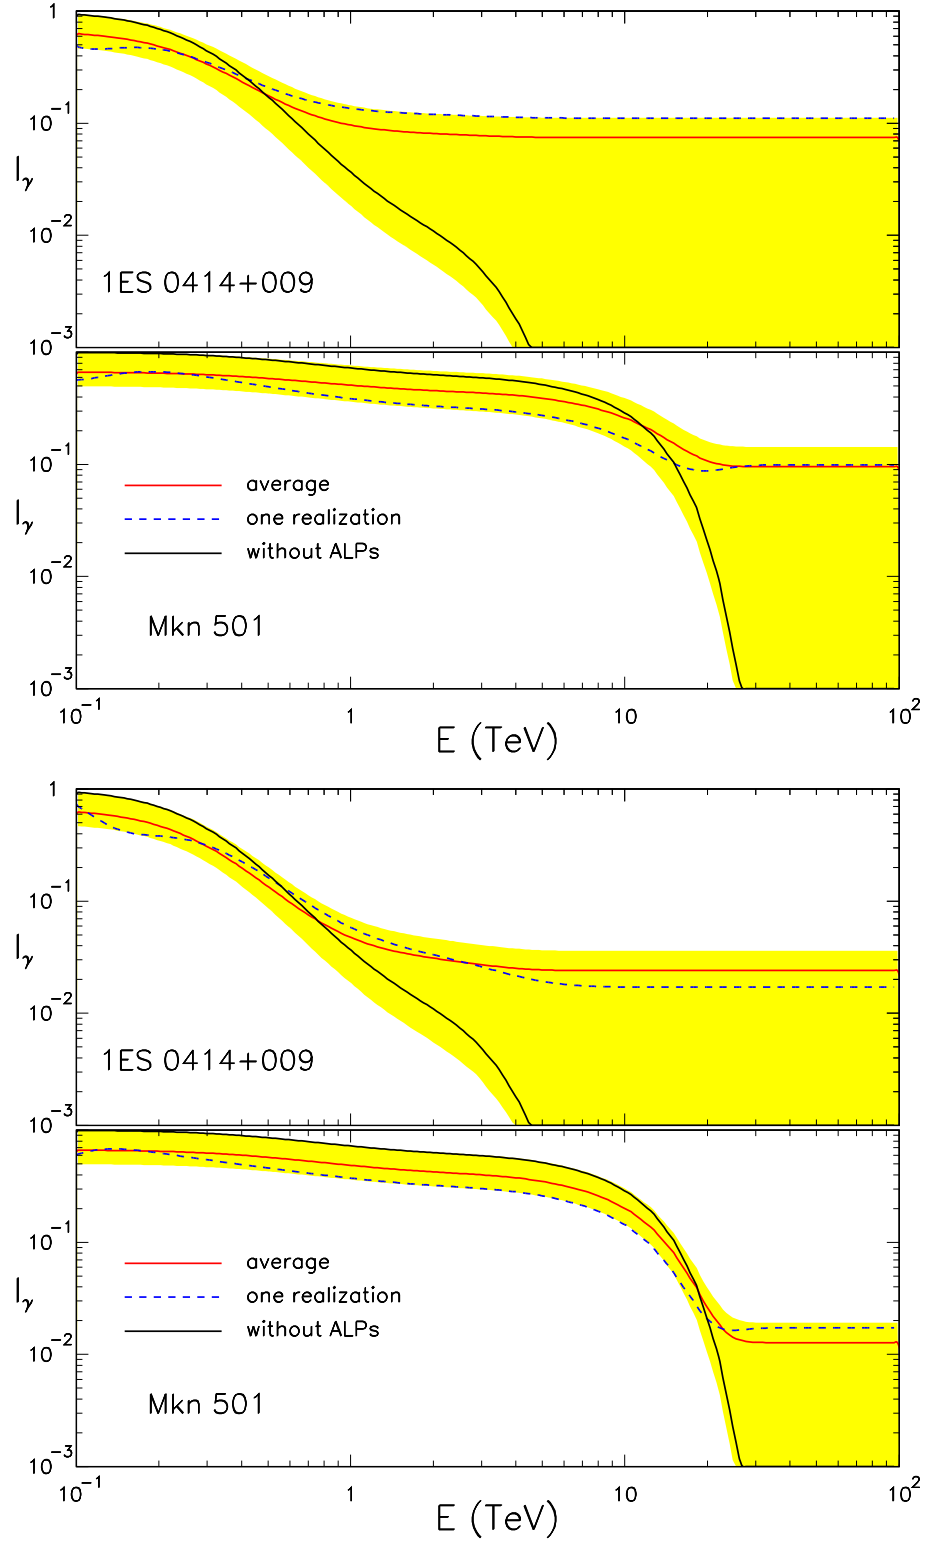 1
10⁻¹
I_γ
10⁻²
1ES 0414+009
10⁻³
10⁻¹
average
I_γ
one realization
without ALPs
10⁻²
Mkn 501
10⁻³
10⁻¹ 1 10 10²
E (TeV)
1
10⁻¹
I_γ
10⁻²
1ES 0414+009
10⁻³
10⁻¹
average
I_γ
one realization
without ALPs
10⁻²
Mkn 501
10⁻³
10⁻¹ 1 10 10²
E (TeV)